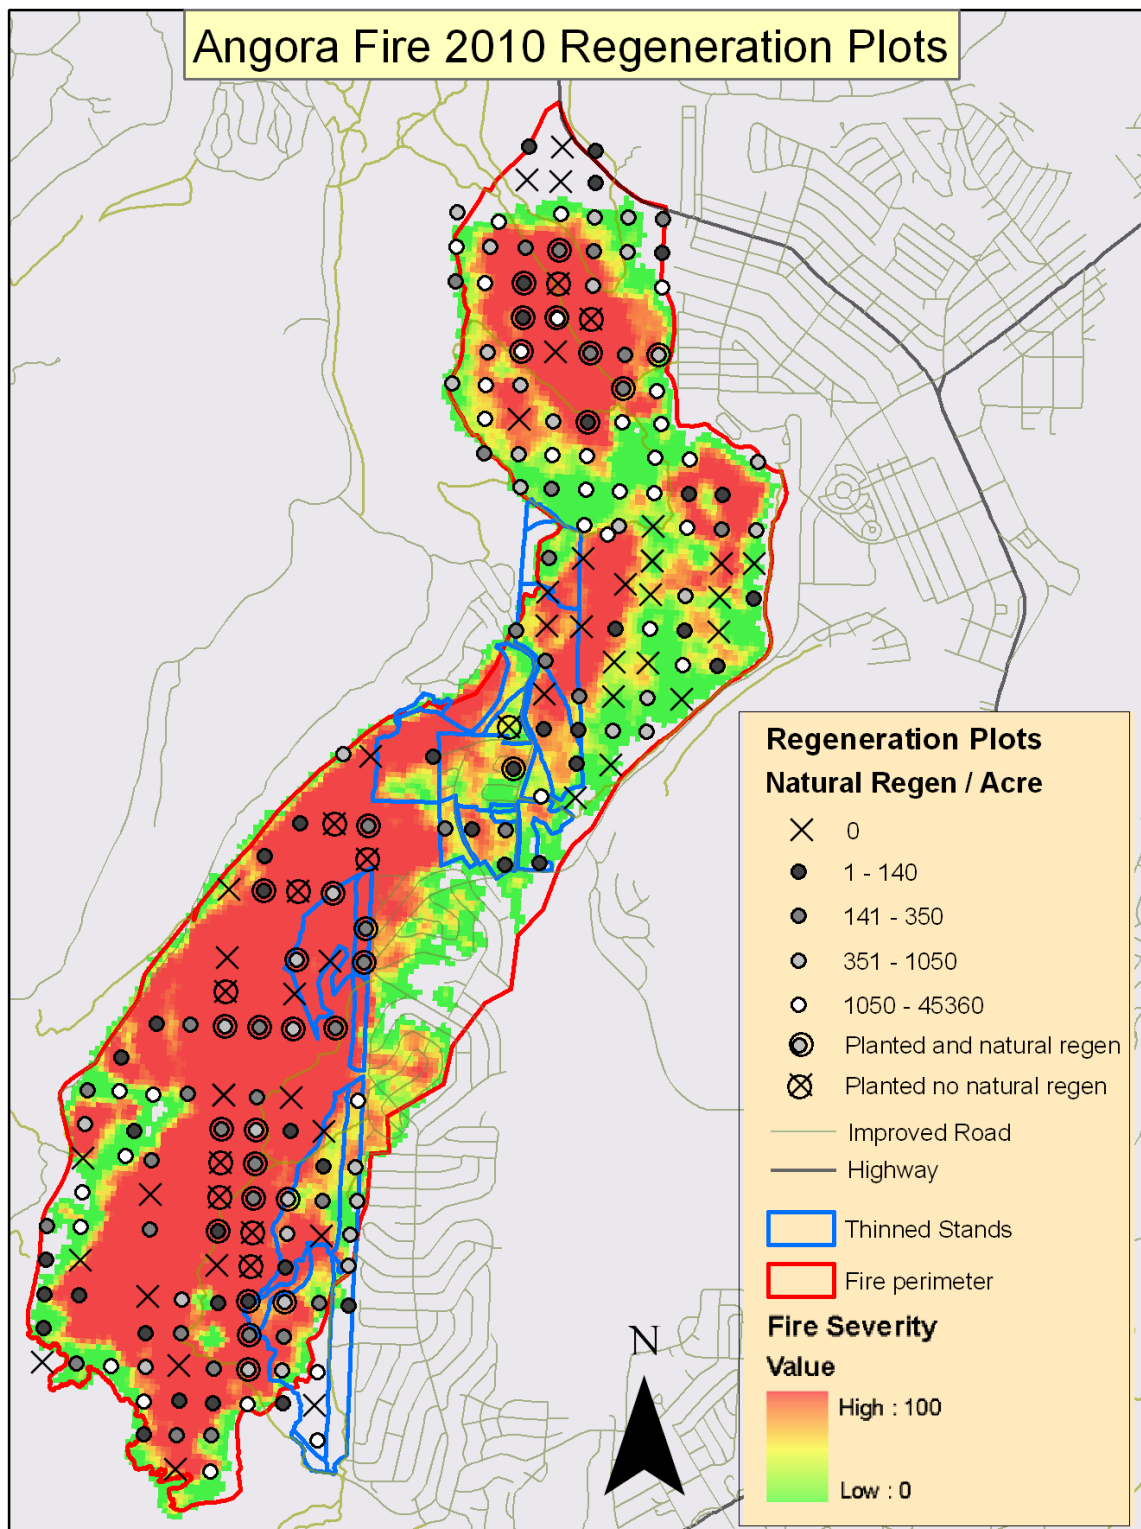 Angora Fire 2010 Regeneration Plots
Regeneration Plots
Natural Regen / Acre
0
1 - 140
141 - 350
351 - 1050
1050 - 45360
Planted and natural regen
Planted no natural regen
Improved Road
Highway
Thinned Stands
Fire perimeter
Fire Severity
Value
High : 100
Low : 0
N